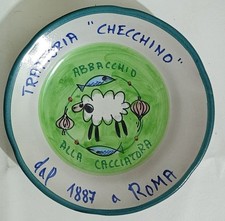 TRATTORIA "CHECCHINO"
ABBACCHIO
ALLA CACCIATORA
dal 1887 a ROMA